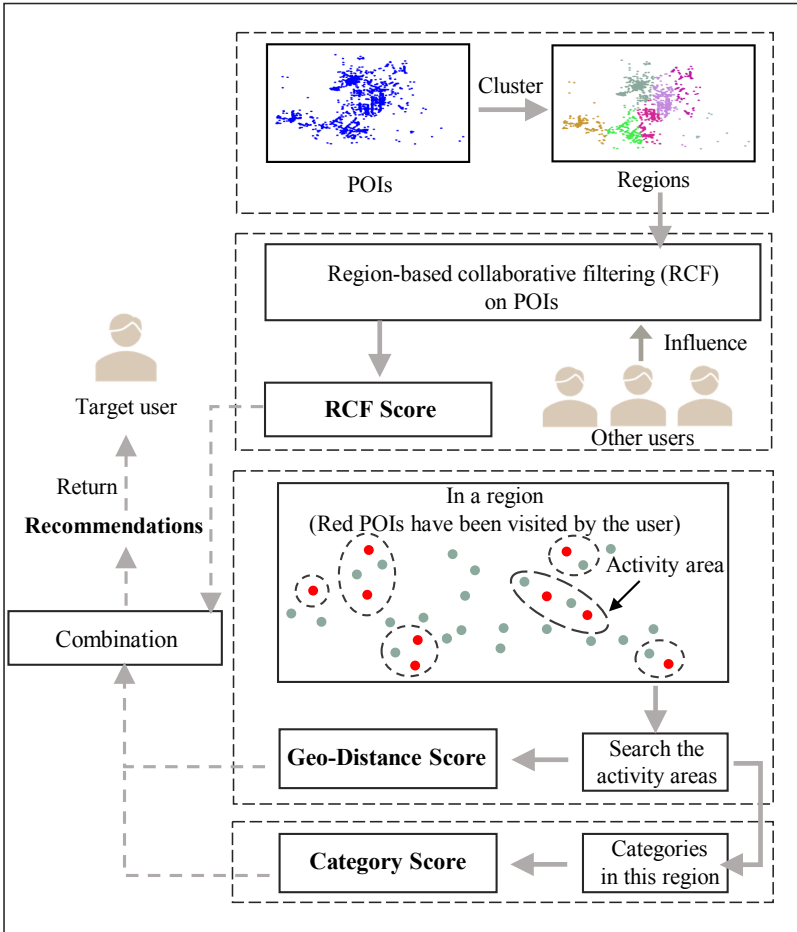 Cluster
POIs
Regions
Region-based collaborative filtering (RCF)
on POIs
Influence
RCF Score
Other users
Target user
Return
Recommendations
Combination
In a region
(Red POIs have been visited by the user)
Activity area
Geo-Distance Score
Search the
activity areas
Category Score
Categories
in this region